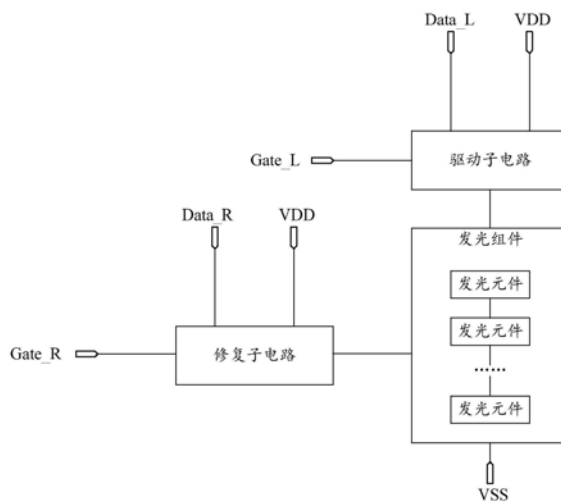 Data_L
VDD
Gate_L
驱动子电路
Data_R
VDD
发光组件
发光元件
发光元件
Gate_R
修复子电路
......
发光元件
VSS